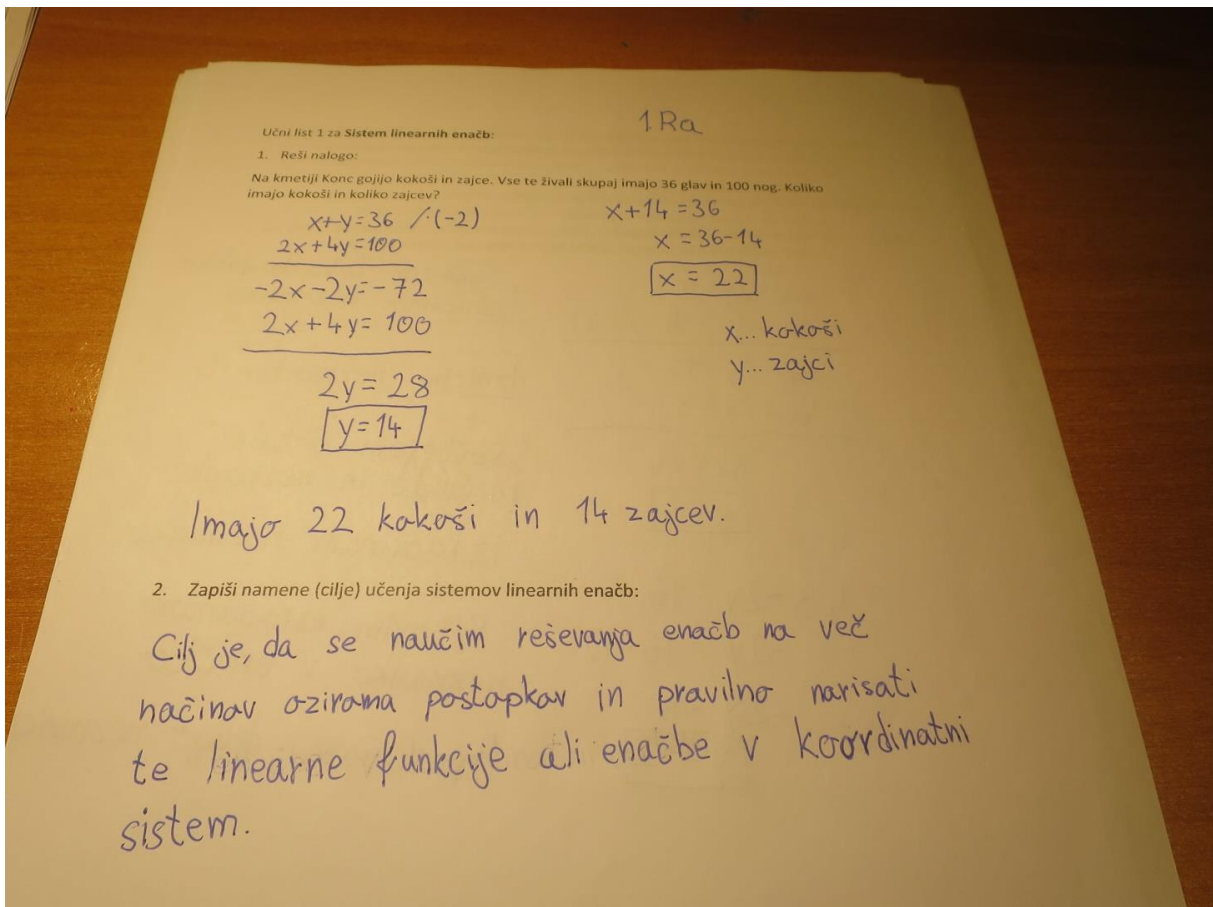 1.Ra
Učni list 1 za Sistem linearnih enačb:
1. Reši nalogo:
Na kmetiji Konc gojijo kokoši in zajce. Vse te živali skupaj imajo 36 glav in 100 nog. Koliko
imajo kokoši in koliko zajcev?
x+y=36 /·(-2)
2x+4y=100
-2x-2y=-72
2x+4y=100
2y=28
y=14
x+14=36
x=36-14
x=22
x... kokoši
y... zajci
Imajo 22 kokoši in 14 zajcev.
2. Zapiši namene (cilje) učenja sistemov linearnih enačb:
Cilj je, da se naučim reševanja enačb na več
načinov oziroma postopkov in pravilno narisati
te linearne funkcije ali enačbe v koordinatni
sistem.